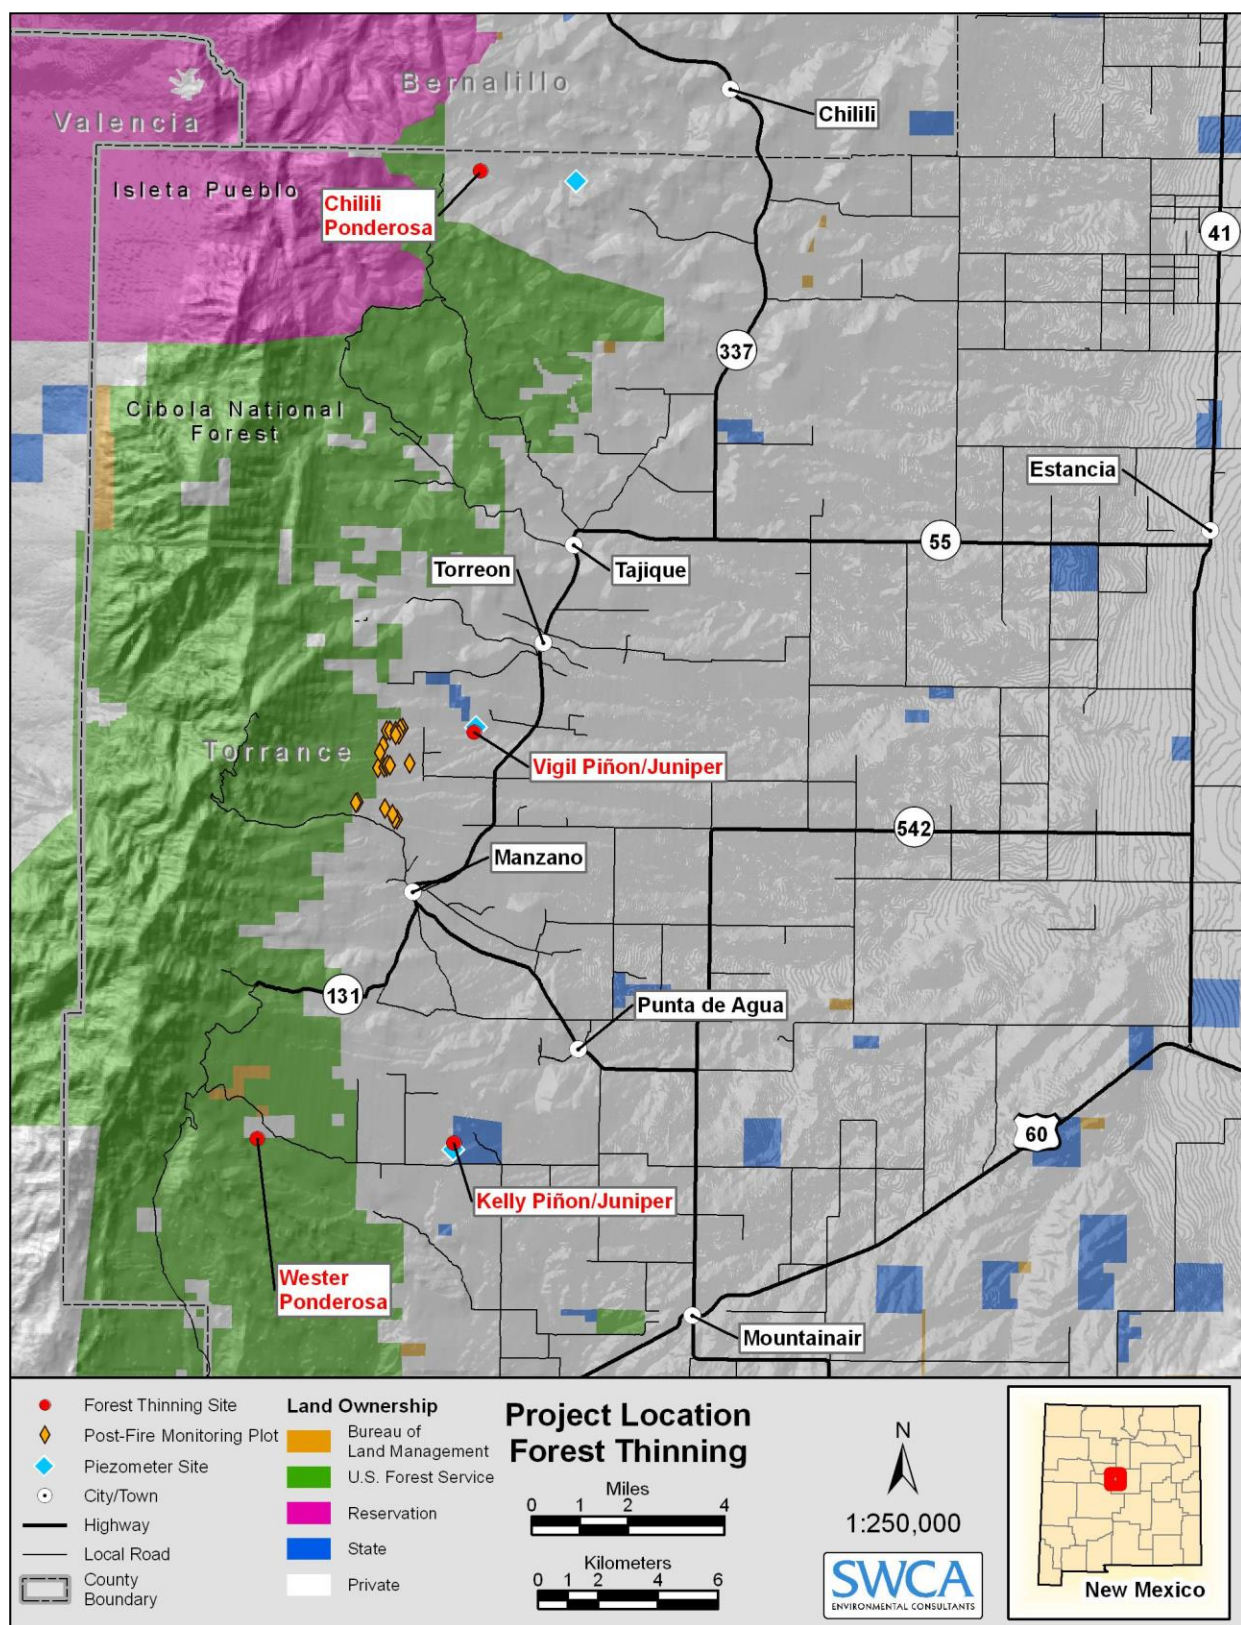 Bernalillo
Chilili
Valencia
Isleta Pueblo
Chilili
Ponderosa
41
337
Cibola National
Forest
Estancia
55
Torreon
Tajique
Torrance
Vigil Piñon/Juniper
542
Manzano
131
Punta de Agua
60
Kelly Piñon/Juniper
Wester
Ponderosa
Mountainair
Forest Thinning Site
Post-Fire Monitoring Plot
Piezometer Site
City/Town
Highway
Local Road
County
Boundary
Land Ownership
Bureau of
Land Management
U.S. Forest Service
Reservation
State
Private
Project Location
Forest Thinning
Miles
0 1 2 4
Kilometers
0 1 2 4 6
N
1:250,000
SWCA
ENVIRONMENTAL CONSULTANTS
New Mexico